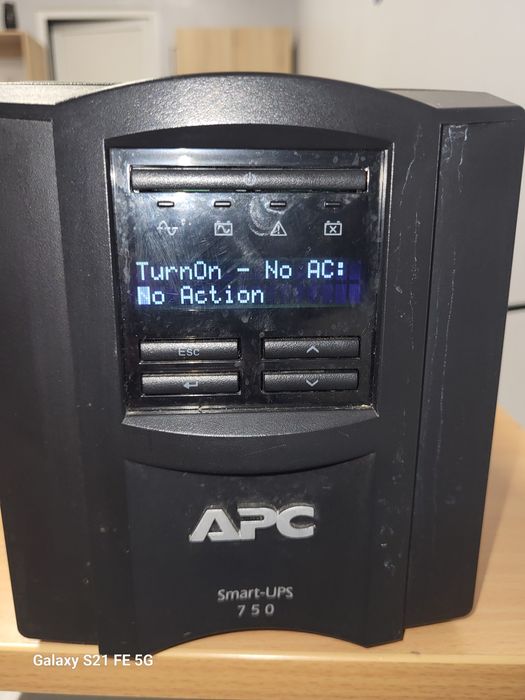 TurnOn - No AC:
No Action
ESC
APC
Smart-UPS
750
Galaxy S21 FE 5G